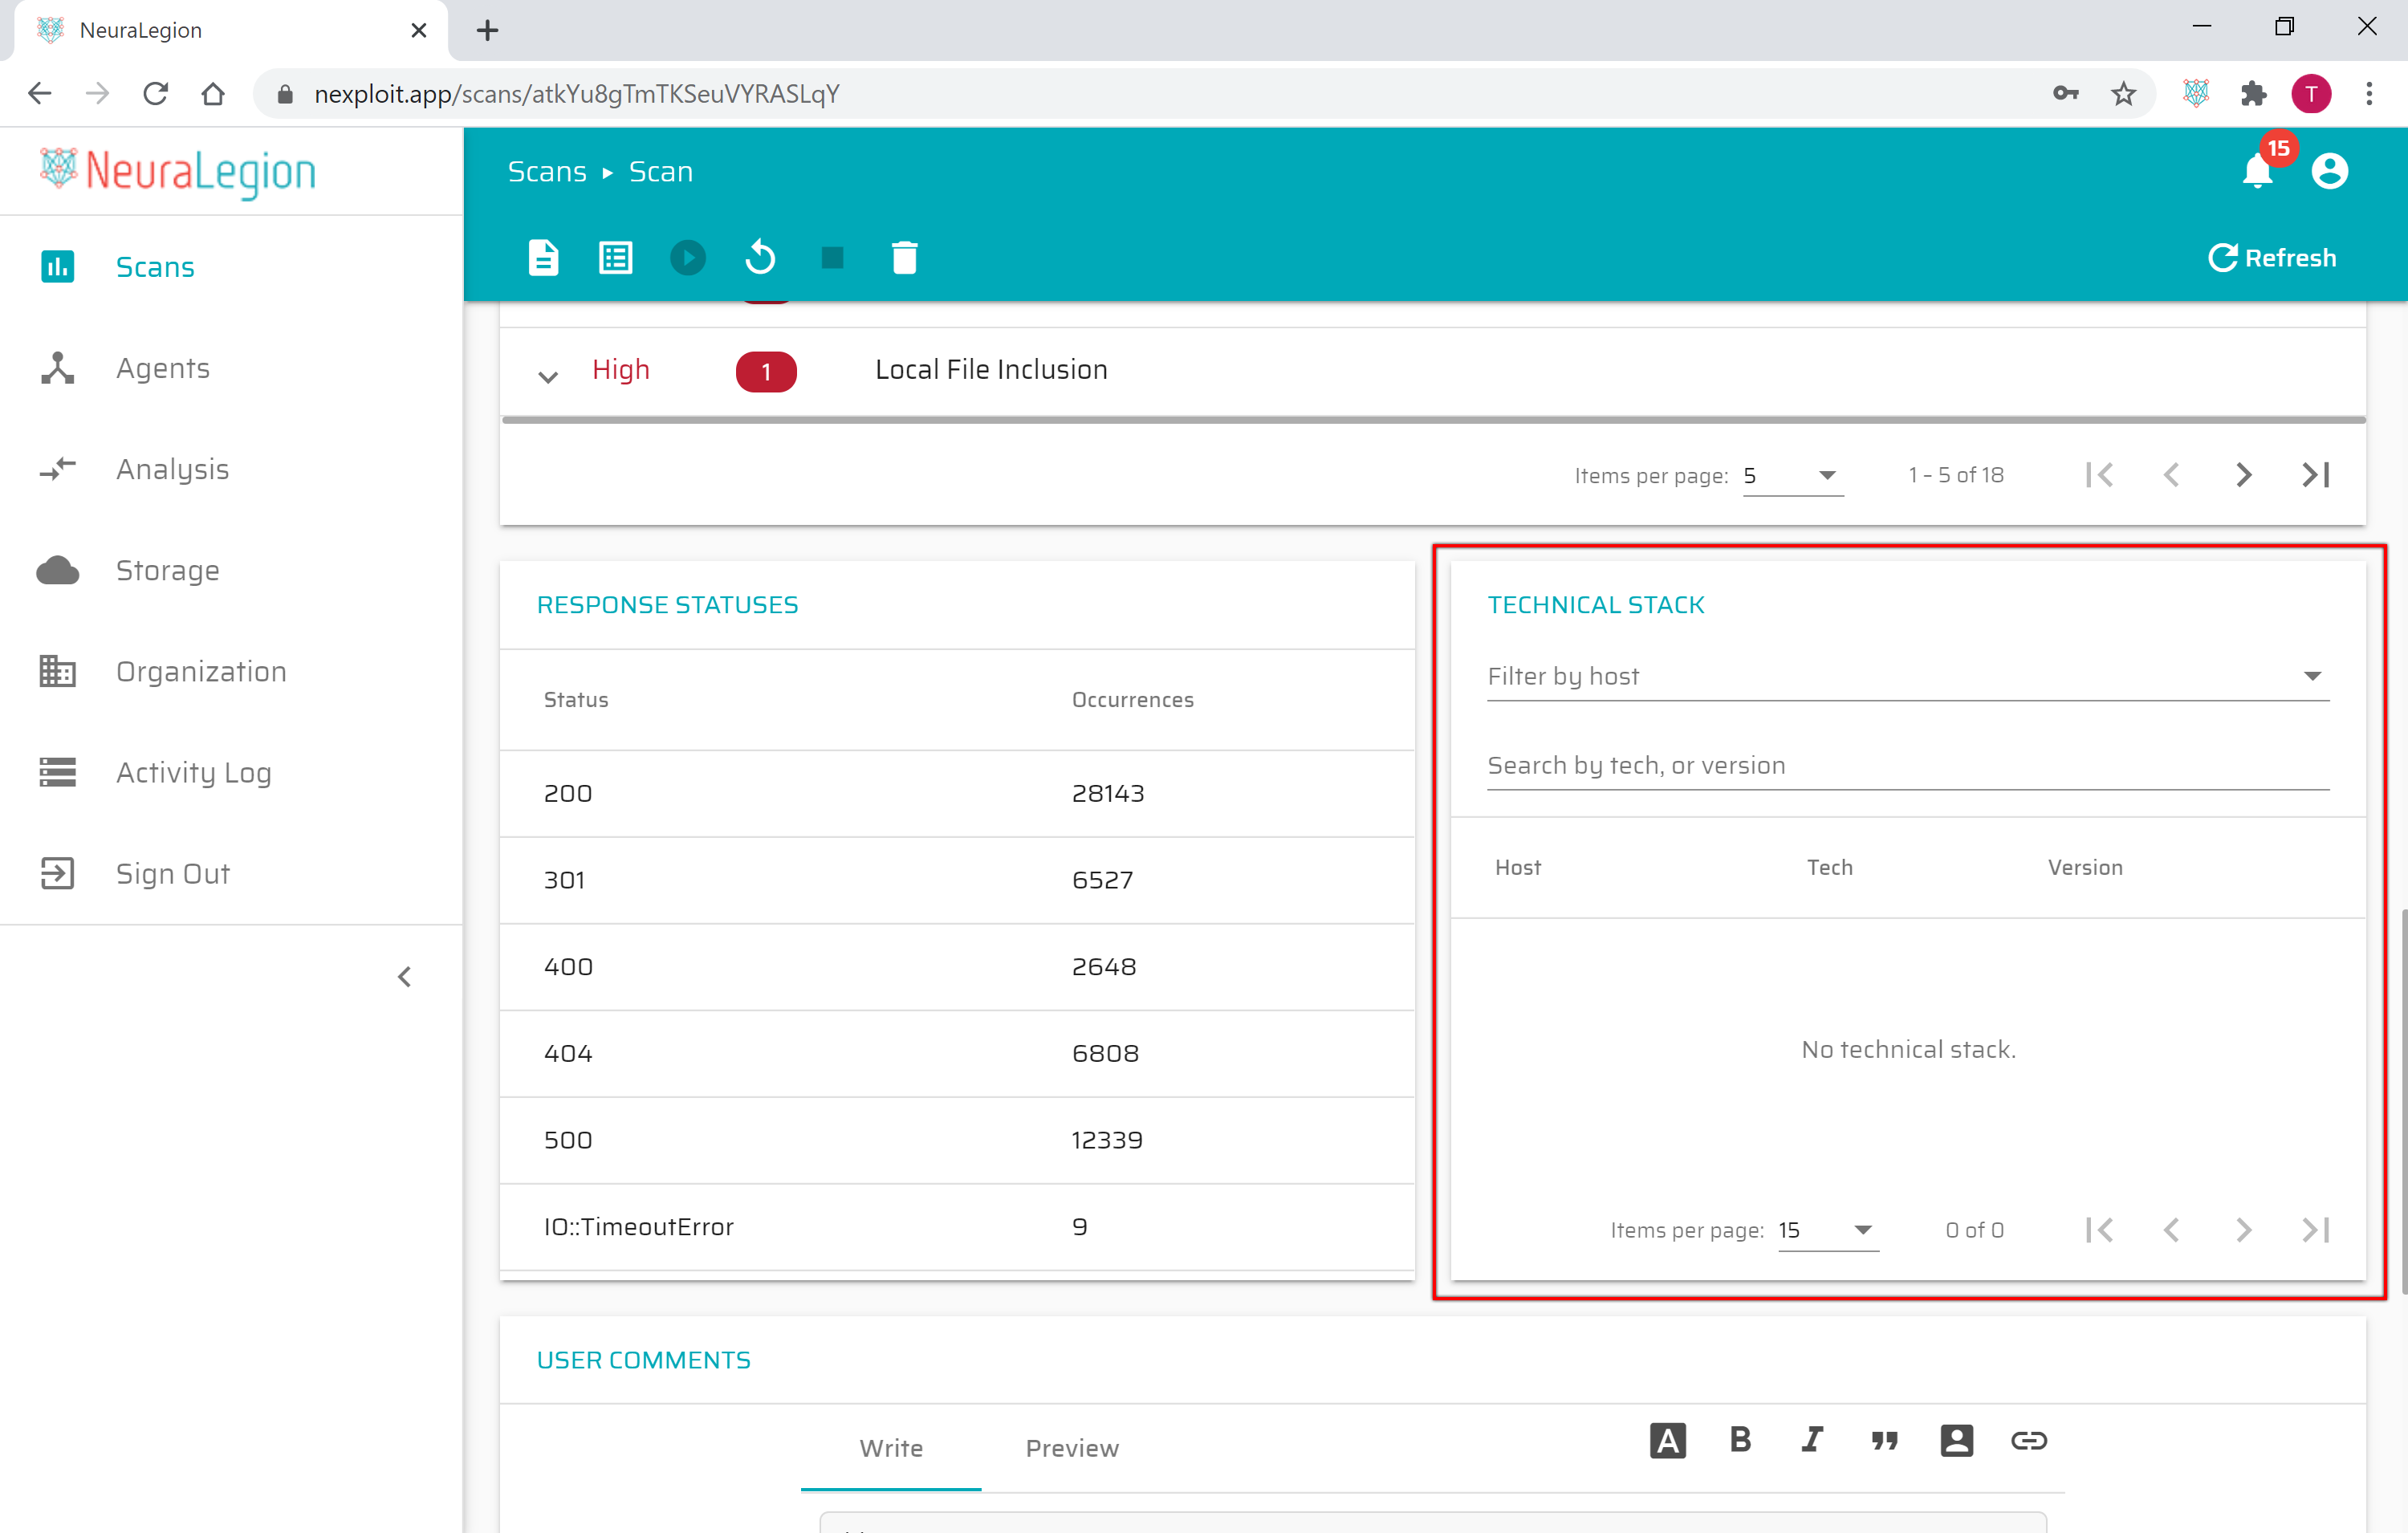 NeuraLegion
nexploit.app/scans/atkYu8gTmTKSeuVYRASLqY
T
NeuraLegion
Scans
Agents
Analysis
Storage
Organization
Activity Log
Sign Out
Scans ▸ Scan
15
Refresh
High 1 Local File Inclusion
Items per page: 5 1 – 5 of 18
RESPONSE STATUSES
Status Occurrences
200 28143
301 6527
400 2648
404 6808
500 12339
IO::TimeoutError 9
TECHNICAL STACK
Filter by host
Search by tech, or version
Host Tech Version
No technical stack.
Items per page: 15 0 of 0
USER COMMENTS
Write Preview
A B I